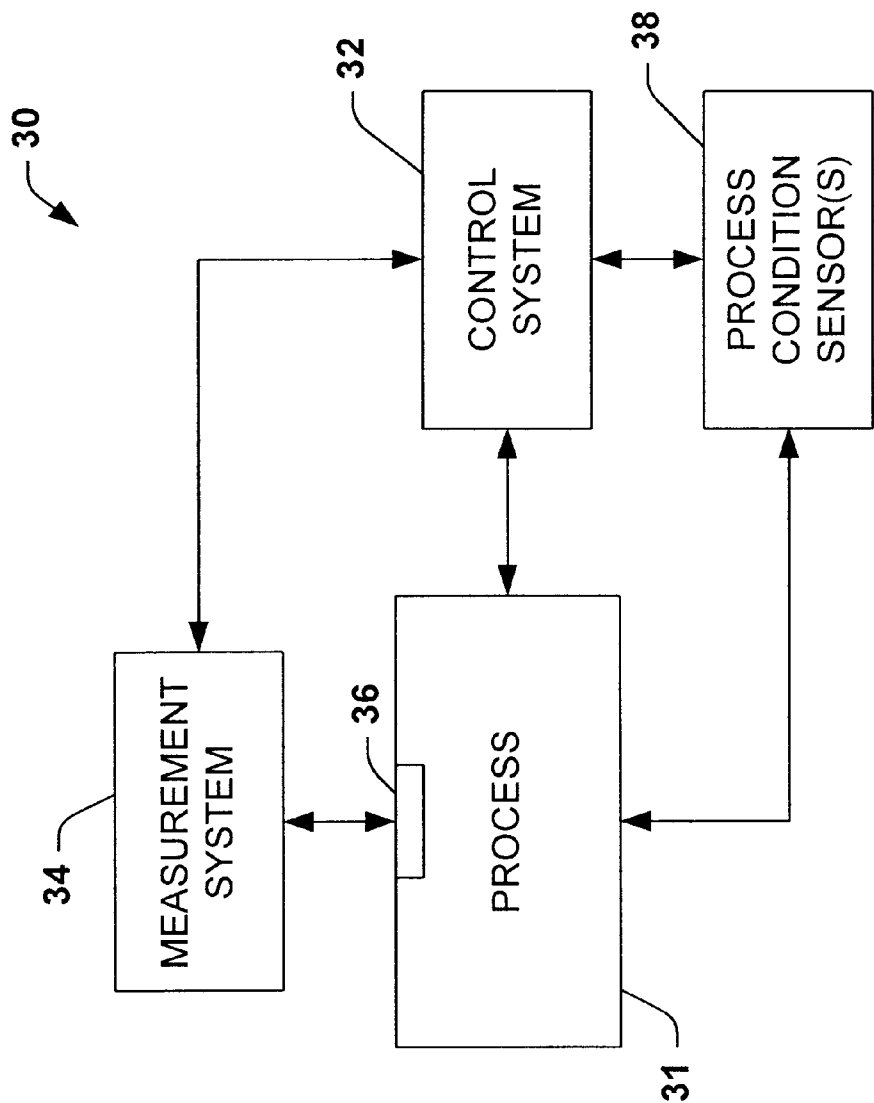 30
34
MEASUREMENT
SYSTEM
36
PROCESS
31
32
CONTROL
SYSTEM
38
PROCESS
CONDITION
SENSOR(S)